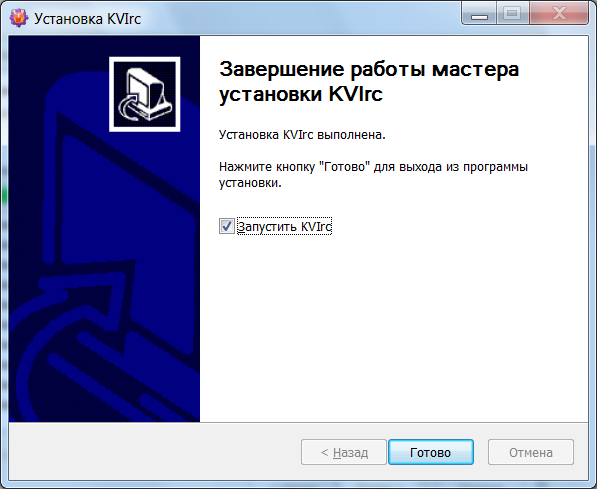 Установка KVIrc
Завершение работы мастера
установки KVIrc
Установка KVIrc выполнена.
Нажмите кнопку "Готово" для выхода из программы
установки.
Запустить KVIrc
< Назад
Готово
Отмена